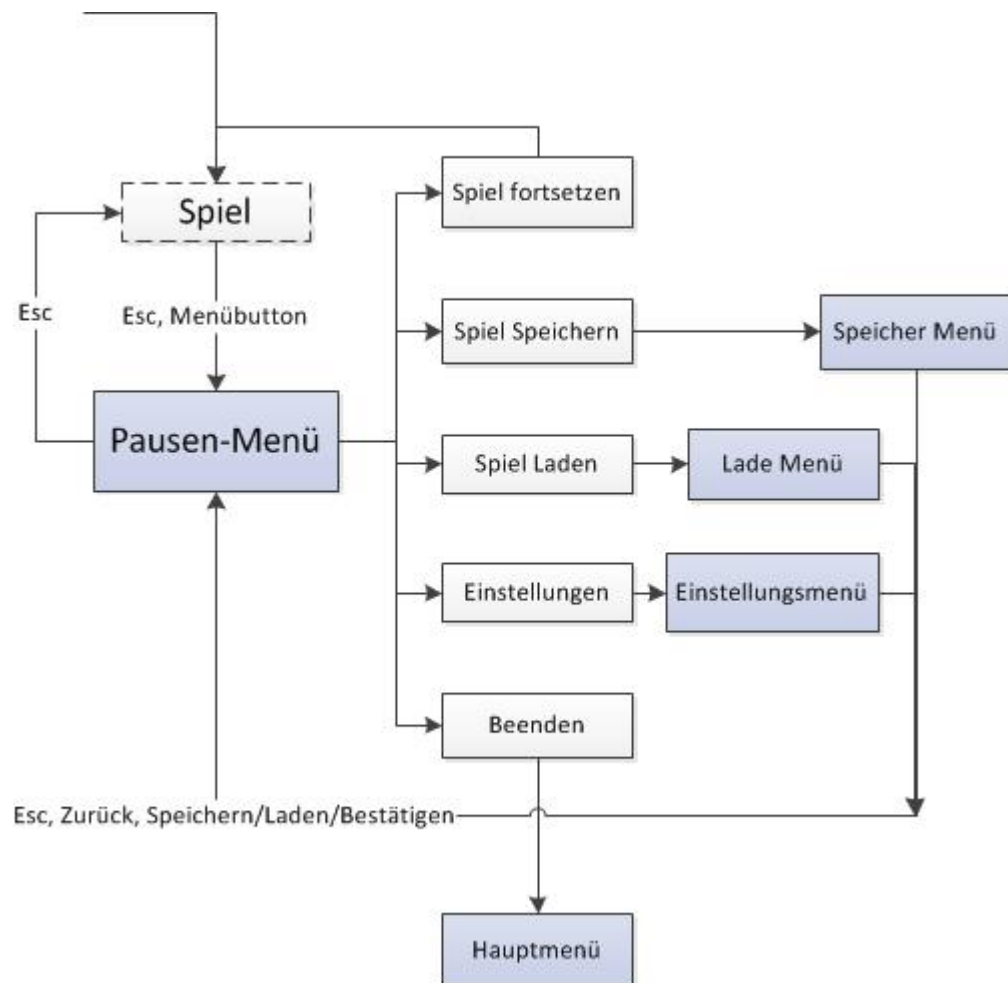 Spiel fortsetzen
Spiel
Esc
Esc, Menübutton
Spiel Speichern
Speicher Menü
Pausen-Menü
Spiel Laden
Lade Menü
Einstellungen
Einstellungsmenü
Beenden
Esc, Zurück, Speichern/Laden/Bestätigen
Hauptmenü